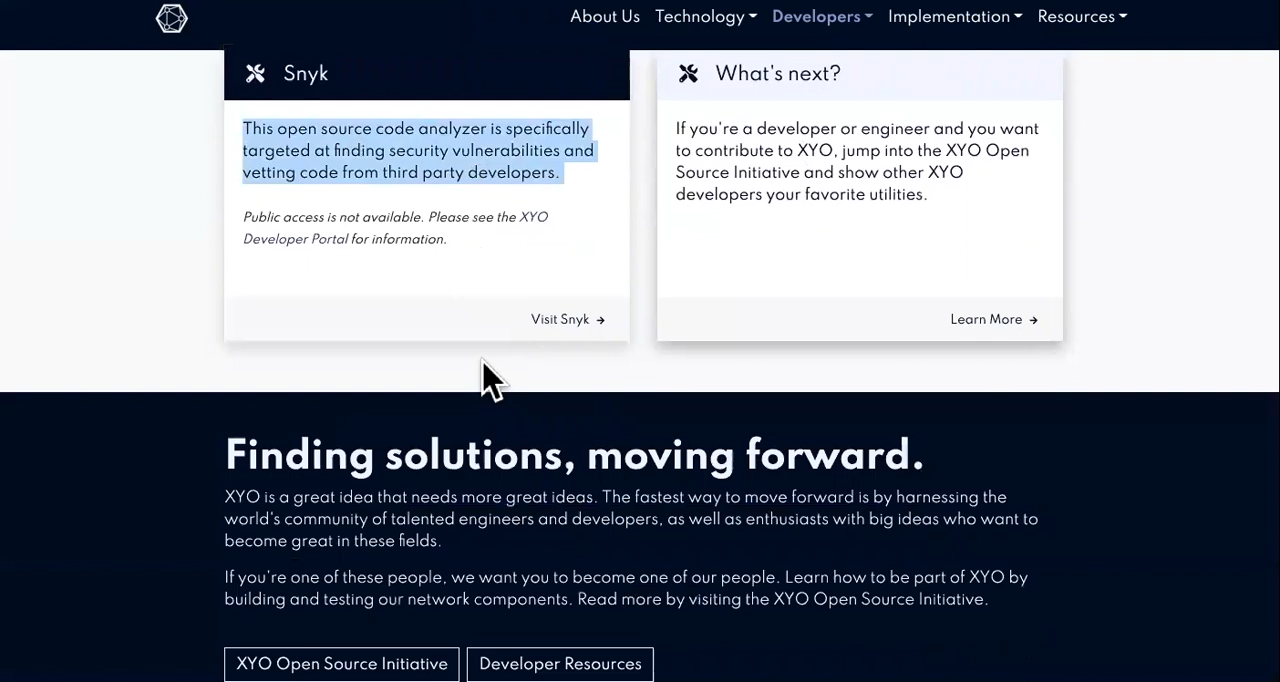 About Us Technology Developers Implementation Resources
Snyk
This open source code analyzer is specifically
targeted at finding security vulnerabilities and
vetting code from third party developers.
Public access is not available. Please see the XYO
Developer Portal for information.
Visit Snyk →
What's next?
If you're a developer or engineer and you want
to contribute to XYO, jump into the XYO Open
Source Initiative and show other XYO
developers your favorite utilities.
Learn More →
Finding solutions, moving forward.
XYO is a great idea that needs more great ideas. The fastest way to move forward is by harnessing the
world's community of talented engineers and developers, as well as enthusiasts with big ideas who want to
become great in these fields.
If you're one of these people, we want you to become one of our people. Learn how to be part of XYO by
building and testing our network components. Read more by visiting the XYO Open Source Initiative.
XYO Open Source Initiative Developer Resources